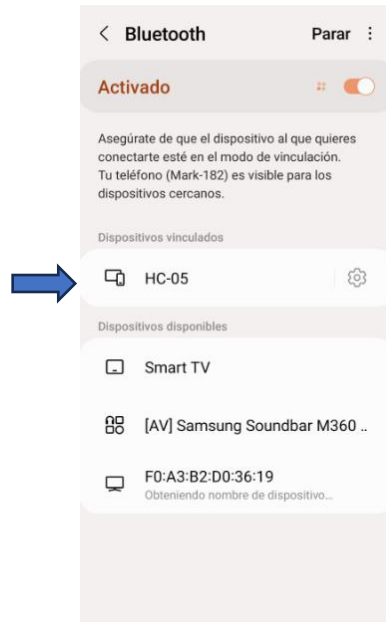 Bluetooth Parar
Activado
Asegúrate de que el dispositivo al que quieres
conectarte esté en el modo de vinculación.
Tu teléfono (Mark-182) es visible para los
dispositivos cercanos.
Dispositivos vinculados
HC-05
Dispositivos disponibles
Smart TV
[AV] Samsung Soundbar M360 ..
F0:A3:B2:D0:36:19
Obteniendo nombre de dispositivo...